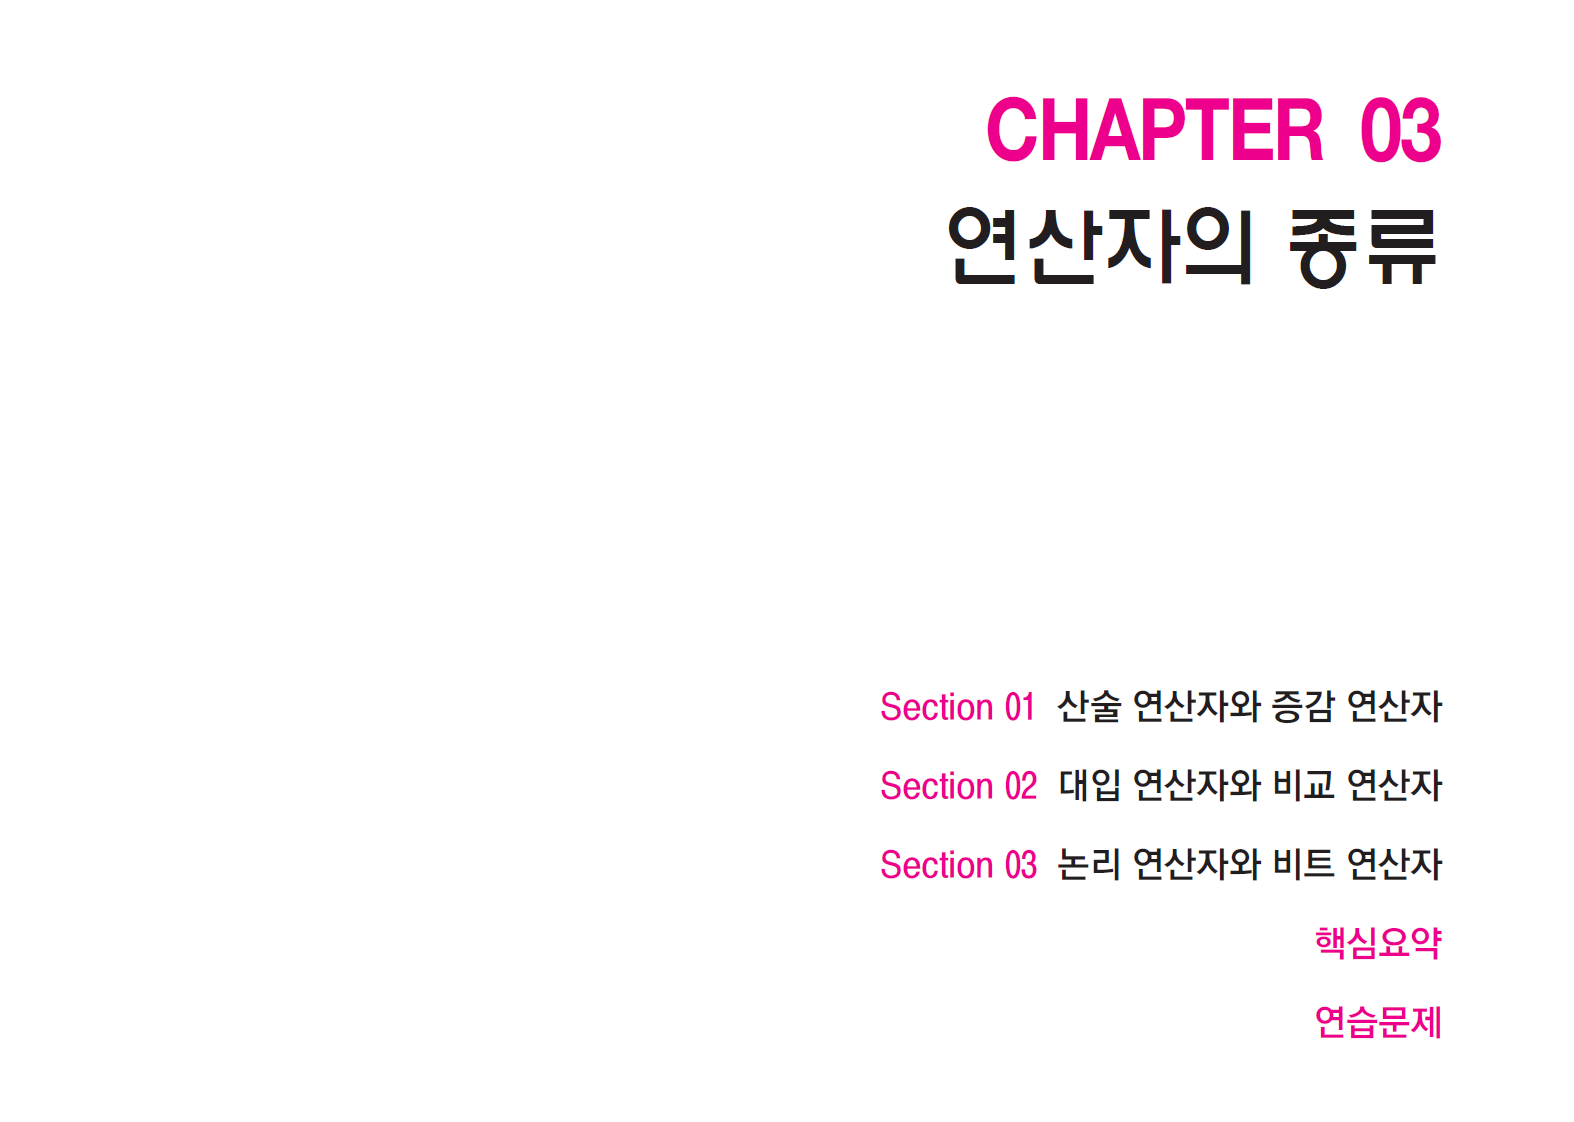 CHAPTER 03
연산자의 종류
Section 01 산술 연산자와 증감 연산자
Section 02 대입 연산자와 비교 연산자
Section 03 논리 연산자와 비트 연산자
핵심요약
연습문제